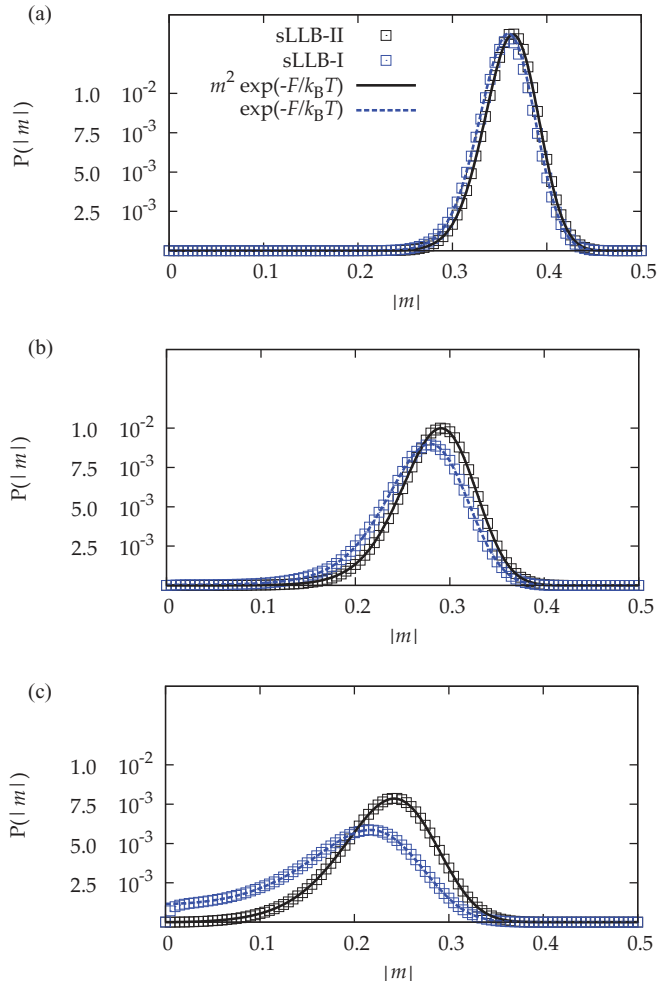 (a)
sLLB-II
sLLB-I
m² exp(-F/k_BT)
exp(-F/k_BT)
P(|m|)
1.0 10⁻²
7.5 10⁻³
5.0 10⁻³
2.5 10⁻³
0 0.1 0.2 0.3 0.4 0.5
|m|
(b)
P(|m|)
1.0 10⁻²
7.5 10⁻³
5.0 10⁻³
2.5 10⁻³
0 0.1 0.2 0.3 0.4 0.5
|m|
(c)
P(|m|)
1.0 10⁻²
7.5 10⁻³
5.0 10⁻³
2.5 10⁻³
0 0.1 0.2 0.3 0.4 0.5
|m|